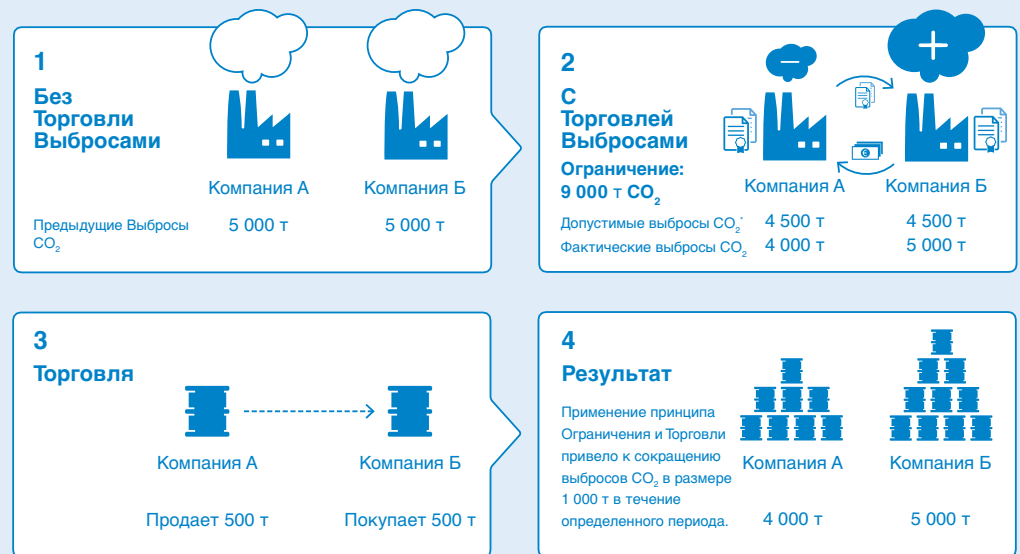 1
Без
Торговли
Выбросами
Компания А
Компания Б
Предыдущие Выбросы
CO₂
5 000 т
5 000 т
2
С
Торговлей
Выбросами
Ограничение:
9 000 т CO₂
Компания А
Компания Б
Допустимые выбросы CO₂*
4 500 т
4 500 т
Фактические выбросы CO₂
4 000 т
5 000 т
3
Торговля
Компания А
Компания Б
Продает 500 т
Покупает 500 т
4
Результат
Применение принципа
Ограничения и Торговли
привело к сокращению
выбросов CO₂ в размере
1 000 т в течение
определенного периода.
Компания А
Компания Б
4 000 т
5 000 т